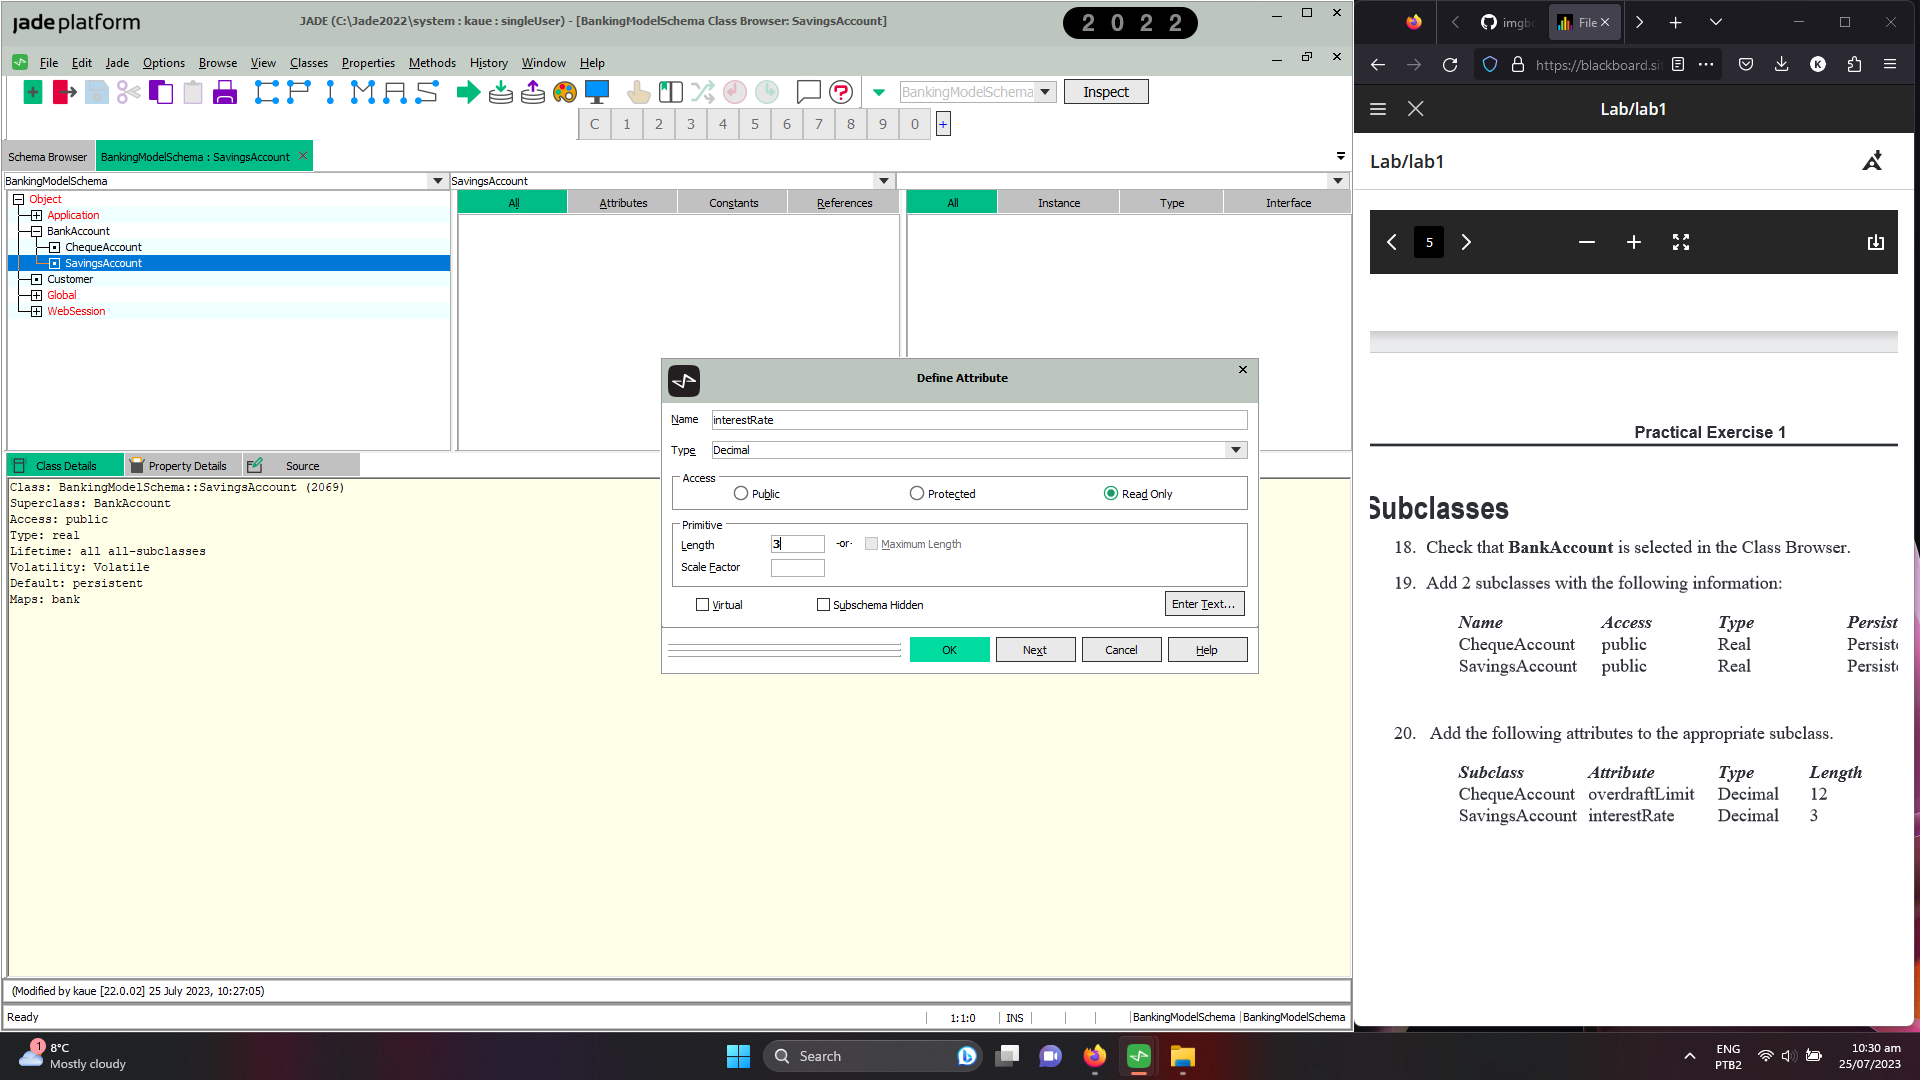 jade platform
JADE (C:\Jade2022\system : kaue : singleUser) - [BankingModelSchema Class Browser: SavingsAccount]
2022
File Edit Jade Options Browse View Classes Properties Methods History Window Help
BankingModelSchema
Inspect
C 1 2 3 4 5 6 7 8 9 0 +
Schema Browser
BankingModelSchema : SavingsAccount
BankingModelSchema
SavingsAccount
Object
Application
BankAccount
ChequeAccount
SavingsAccount
Customer
Global
WebSession
All Attributes Constants References
All Instance Type Interface
Class Details Property Details Source
Class: BankingModelSchema::SavingsAccount (2069)
Superclass: BankAccount
Access: public
Type: real
Lifetime: all all-subclasses
Volatility: Volatile
Default: persistent
Maps: bank
Define Attribute
Name interestRate
Type Decimal
Access
Public Protected Read Only
Primitive
Length 3 -or- Maximum Length
Scale Factor
Virtual Subschema Hidden Enter Text...
OK Next Cancel Help
(Modified by kaue [22.0.02] 25 July 2023, 10:27:05)
Ready
1:1:0 INS BankingModelSchema BankingModelSchema
imgb
File
https://blackboard.si
Lab/lab1
Lab/lab1
5
Practical Exercise 1
Subclasses
18. Check that BankAccount is selected in the Class Browser.
19. Add 2 subclasses with the following information:
Name Access Type Persist
ChequeAccount public Real Persiste
SavingsAccount public Real Persiste
20. Add the following attributes to the appropriate subclass.
Subclass Attribute Type Length
ChequeAccount overdraftLimit Decimal 12
SavingsAccount interestRate Decimal 3
1
8°C
Mostly cloudy
Search
ENG
PTB2
10:30 am
25/07/2023